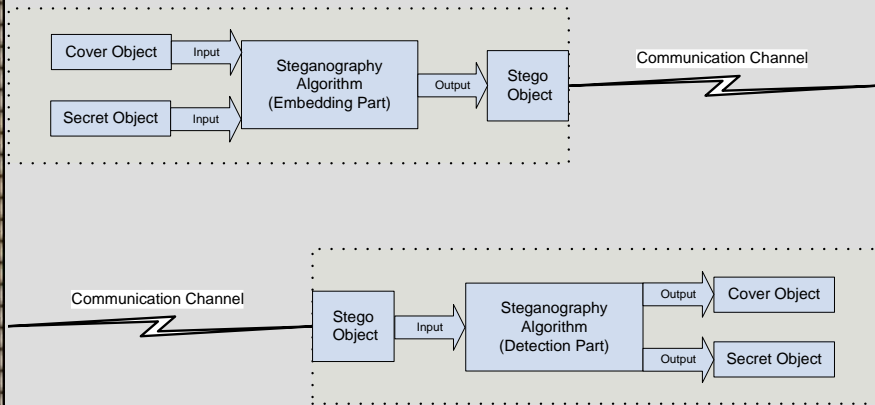 Cover Object
Input
Secret Object
Input
Steganography
Algorithm
(Embedding Part)
Output
Stego
Object
Communication Channel
Communication Channel
Stego
Object
Input
Steganography
Algorithm
(Detection Part)
Output
Cover Object
Output
Secret Object